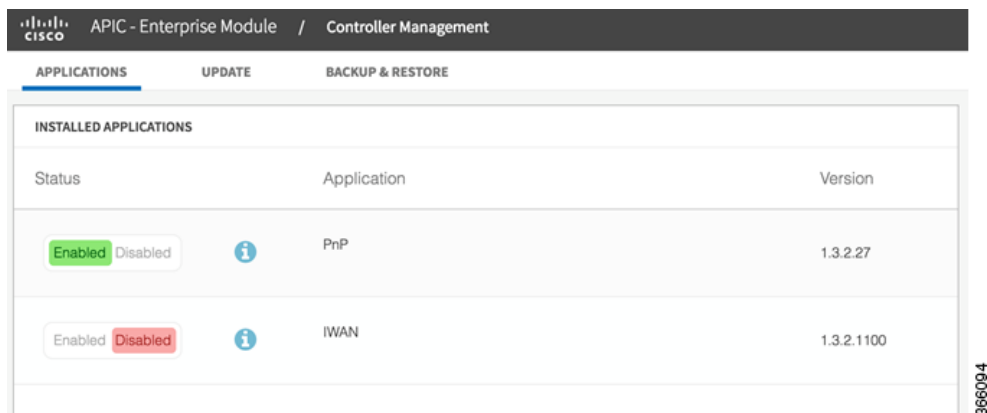 CISCO APIC - Enterprise Module / Controller Management
APPLICATIONS UPDATE BACKUP & RESTORE
INSTALLED APPLICATIONS
Status Application Version
Enabled Disabled PnP 1.3.2.27
Enabled Disabled IWAN 1.3.2.1100
366094